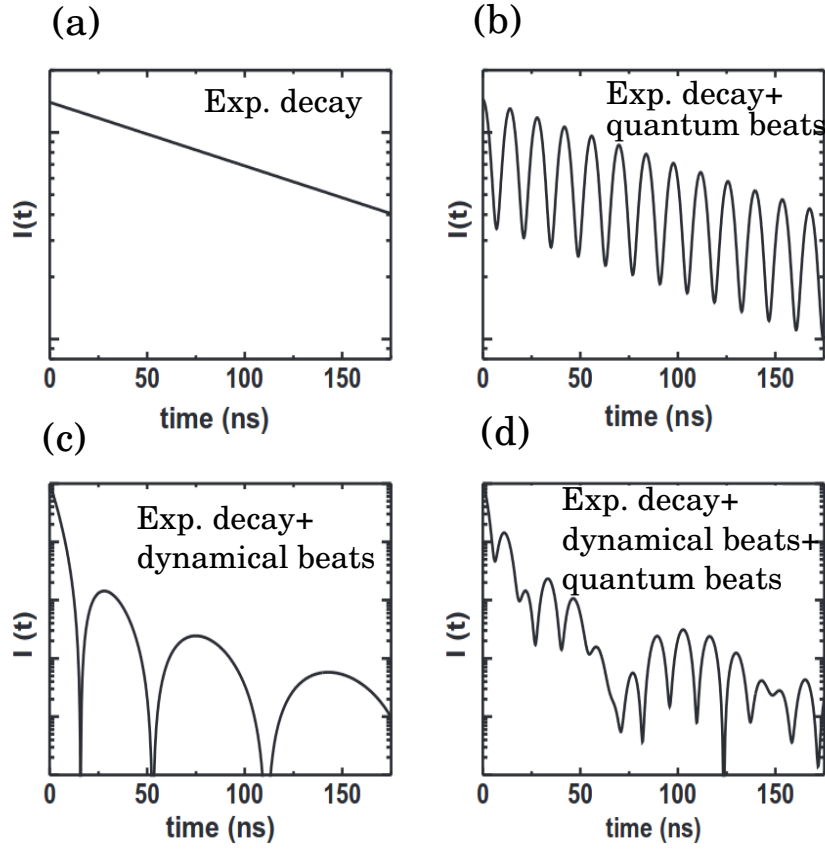 (a)
Exp. decay
I(t)
0 50 100 150
time (ns)
(b)
Exp. decay+
quantum beats
I(t)
0 50 100 150
time (ns)
(c)
Exp. decay+
dynamical beats
I (t)
0 50 100 150
time (ns)
(d)
Exp. decay+
dynamical beats+
quantum beats
I (t)
0 50 100 150
time (ns)